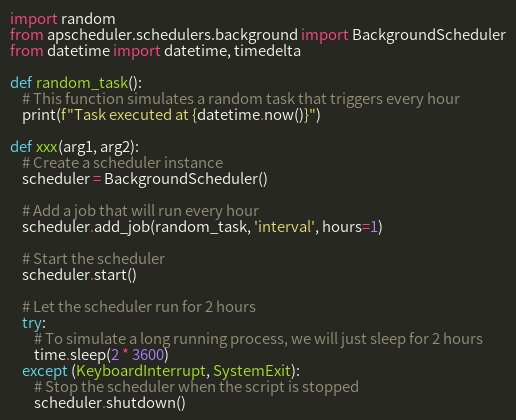 import random
from apscheduler.schedulers.background import BackgroundScheduler
from datetime import datetime, timedelta

def random_task():
    # This function simulates a random task that triggers every hour
    print(f"Task executed at {datetime.now()}")

def xxx(arg1, arg2):
    # Create a scheduler instance
    scheduler = BackgroundScheduler()

    # Add a job that will run every hour
    scheduler.add_job(random_task, 'interval', hours=1)

    # Start the scheduler
    scheduler.start()

    # Let the scheduler run for 2 hours
    try:
        # To simulate a long running process, we will just sleep for 2 hours
        time.sleep(2 * 3600)
    except (KeyboardInterrupt, SystemExit):
        # Stop the scheduler when the script is stopped
        scheduler.shutdown()